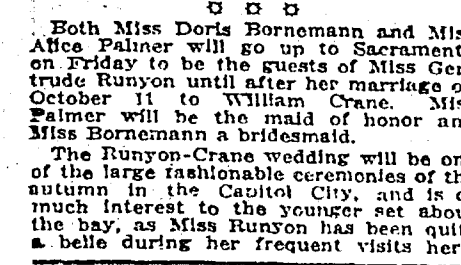 Both Miss Doris Bornemann and Mis
Alice Palmer will go up to Sacrament
on Friday to be the guests of Miss Ger
trude Runyon until after her marriage o
October 11 to William Crane. Mis
Palmer will be the maid of honor an
Miss Bornemann a bridesmaid.
The Runyon-Crane wedding will be on
of the large fashionable ceremonies of th
autumn in the Capitol City, and is o
much interest to the younger set abou
the bay, as Miss Runyon has been quit
a belle during her frequent visits her